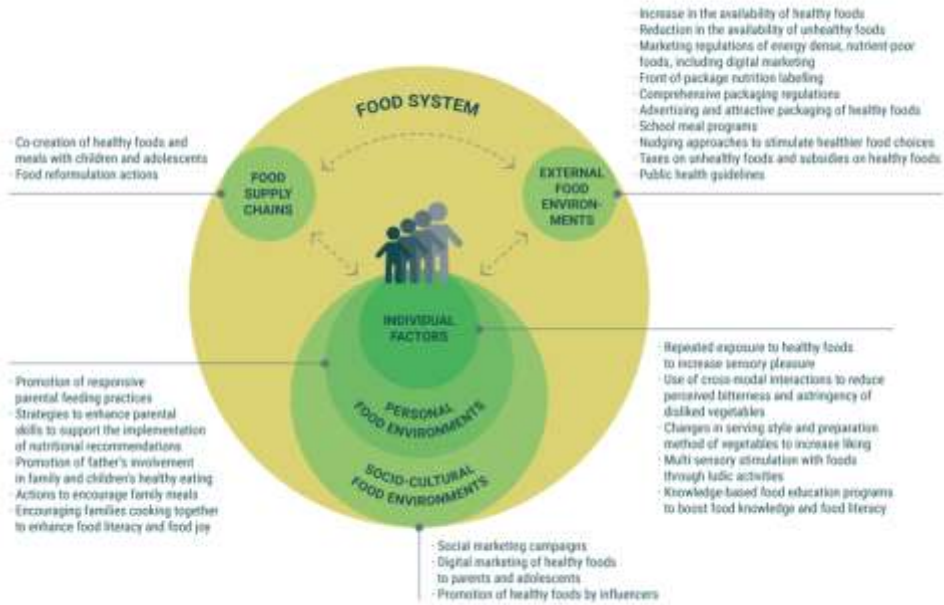 · Increase in the availability of healthy foods
· Reduction in the availability of unhealthy foods
· Marketing regulations of energy dense, nutrient-poor
foods, including digital marketing
· Front-of-package nutrition labelling
· Comprehensive packaging regulations
· Advertising and attractive packaging of healthy foods
· School meal programs
· Nudging approaches to stimulate healthier food choices
· Taxes on unhealthy foods and subsidies on healthy foods
· Public health guidelines
FOOD SYSTEM
· Co-creation of healthy foods and
meals with children and adolescents
· Food reformulation actions
FOOD
SUPPLY
CHAINS
EXTERNAL
FOOD
ENVIRON-
MENTS
INDIVIDUAL
FACTORS
PERSONAL
FOOD ENVIRONMENTS
SOCIO-CULTURAL
FOOD ENVIRONMENTS
· Promotion of responsive
parental feeding practices
· Strategies to enhance parental
skills to support the implementation
of nutritional recommendations
· Promotion of father's involvement
in family and children's healthy eating
· Actions to encourage family meals
· Encouraging families cooking together
to enhance food literacy and food joy
· Repeated exposure to healthy foods
to increase sensory pleasure
· Use of cross-modal interactions to reduce
perceived bitterness and astringency of
disliked vegetables
· Changes in serving style and preparation
method of vegetables to increase liking
· Multi sensory stimulation with foods
through ludic activities
· Knowledge-based food education programs
to boost food knowledge and food literacy
· Social marketing campaigns
· Digital marketing of healthy foods
to parents and adolescents
· Promotion of healthy foods by influencers